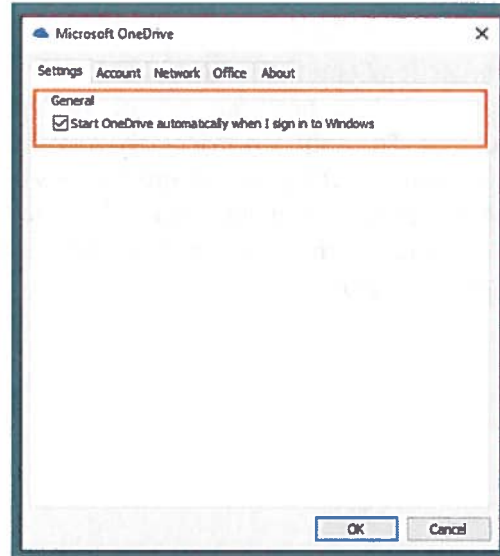 Microsoft OneDrive
Settings Account Network Office About
General
Start OneDrive automatically when I sign in to Windows
OK Cancel